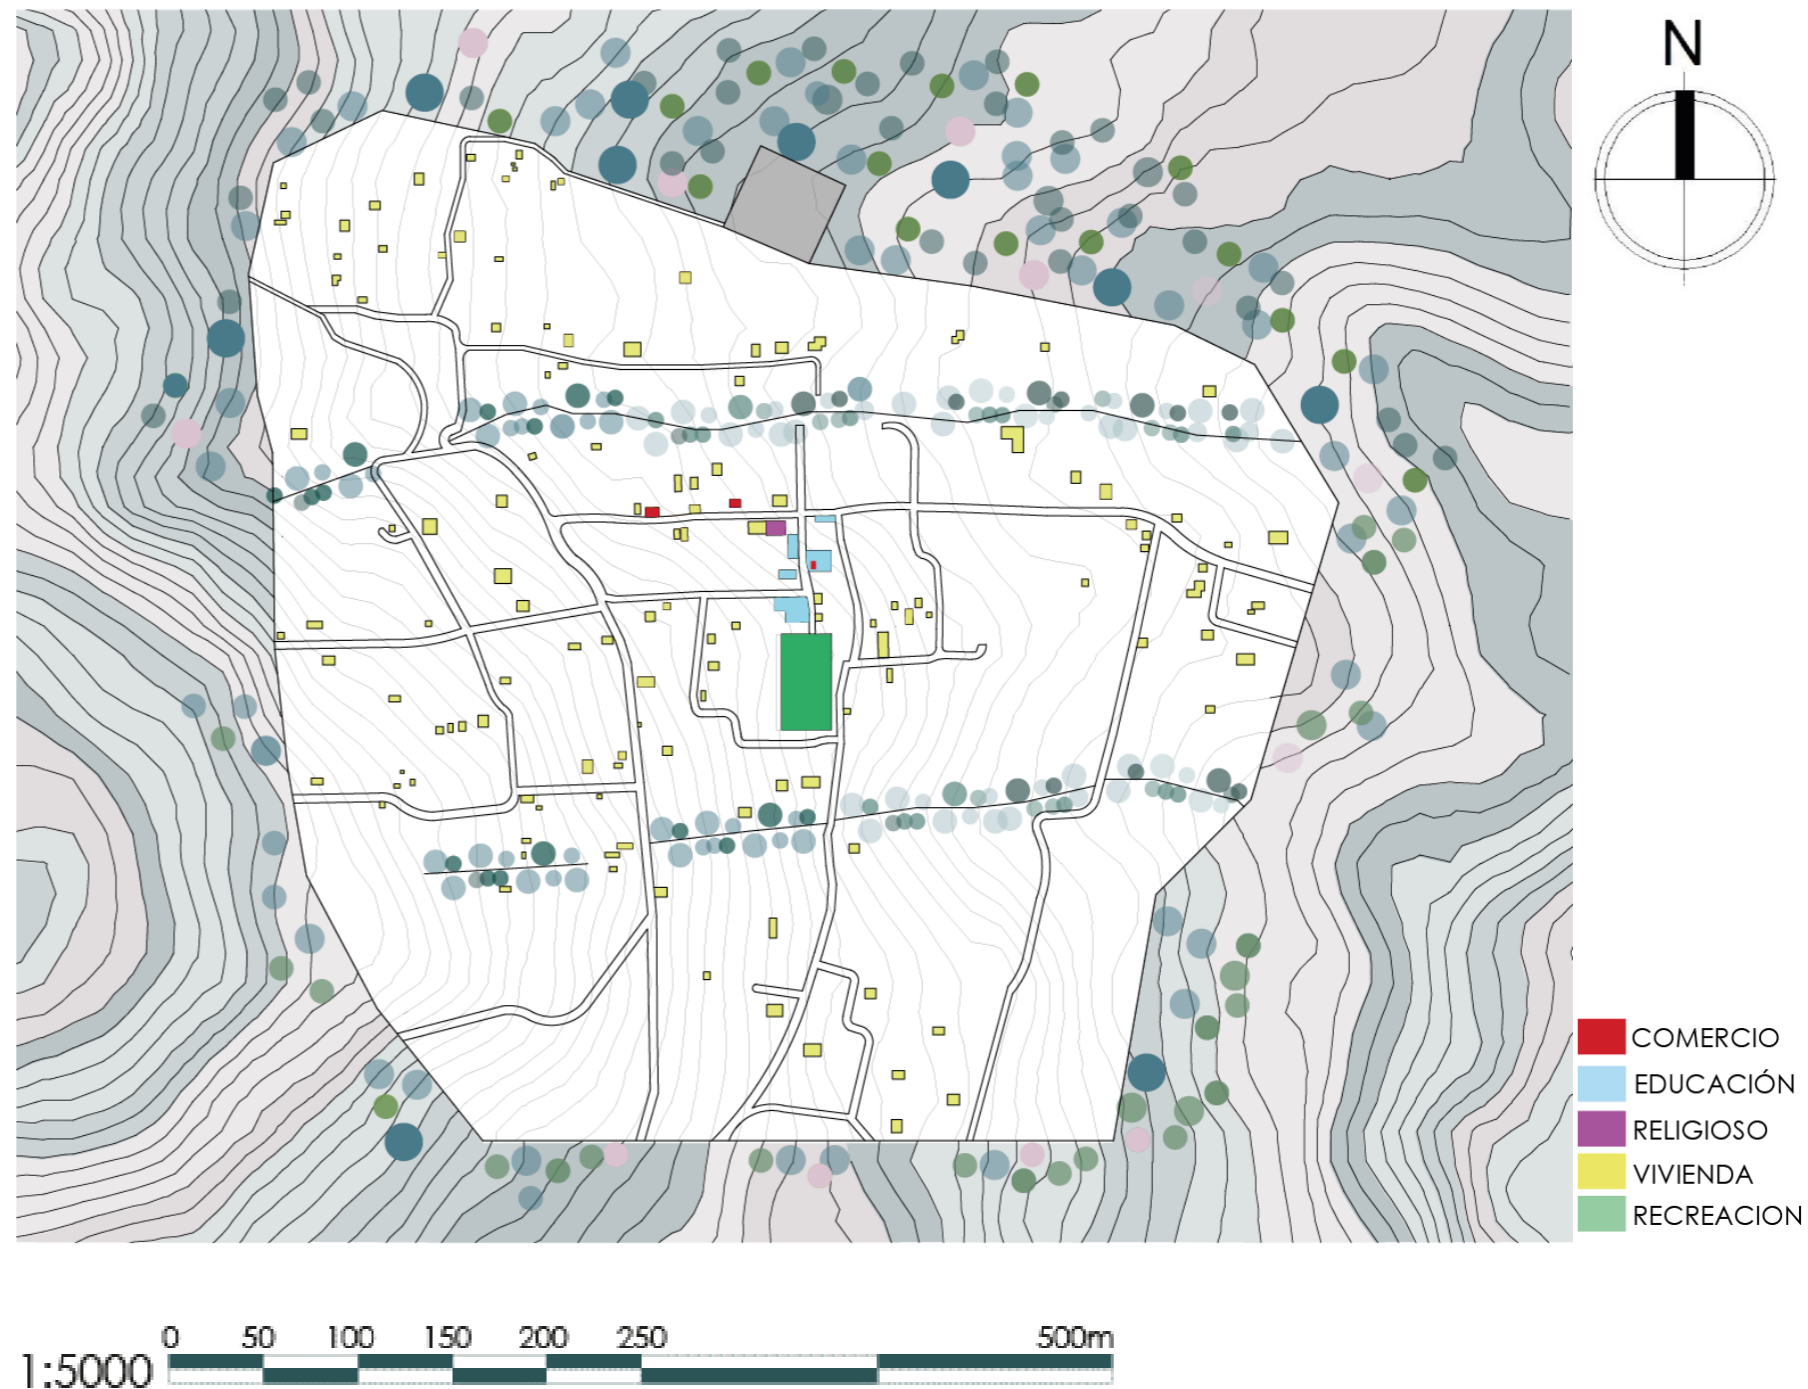 N
COMERCIO
EDUCACIÓN
RELIGIOSO
VIVIENDA
RECREACION
0 50 100 150 200 250 500m
1:5000